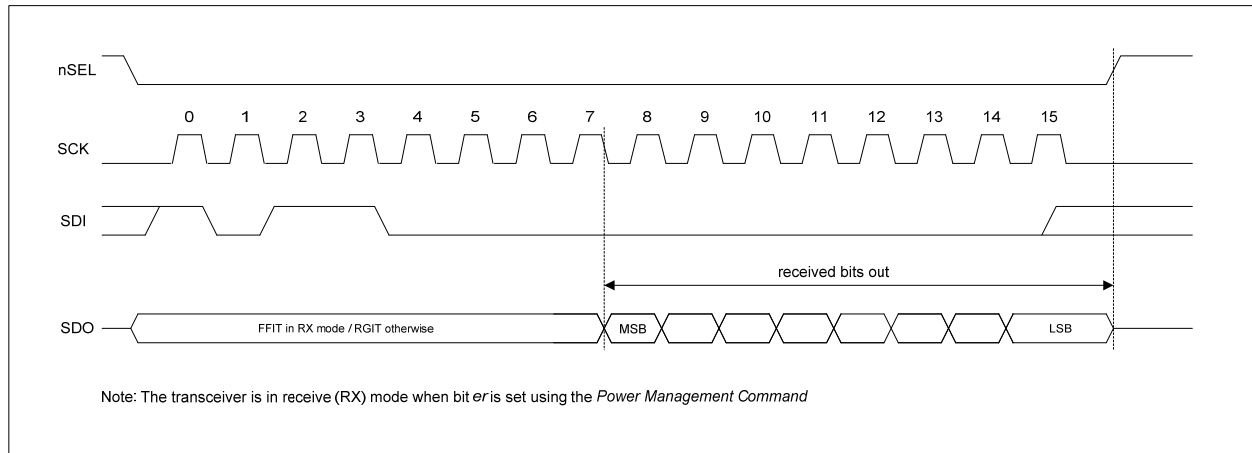 nSEL
0 1 2 3 4 5 6 7 8 9 10 11 12 13 14 15
SCK
SDI
received bits out
SDO
FFIT in RX mode / RGIT otherwise
MSB
LSB
Note: The transceiver is in receive (RX) mode when bit er is set using the Power Management Command